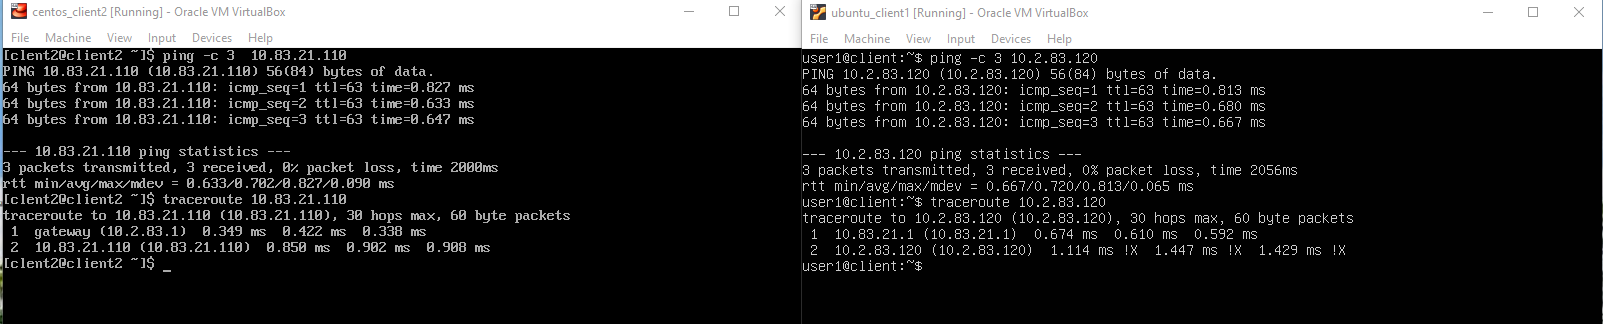 centos_client2 [Running] - Oracle VM VirtualBox
File Machine View Input Devices Help
[clent2@client2 ~]$ ping -c 3  10.83.21.110
PING 10.83.21.110 (10.83.21.110) 56(84) bytes of data.
64 bytes from 10.83.21.110: icmp_seq=1 ttl=63 time=0.827 ms
64 bytes from 10.83.21.110: icmp_seq=2 ttl=63 time=0.633 ms
64 bytes from 10.83.21.110: icmp_seq=3 ttl=63 time=0.647 ms
--- 10.83.21.110 ping statistics ---
3 packets transmitted, 3 received, 0% packet loss, time 2000ms
rtt min/avg/max/mdev = 0.633/0.702/0.827/0.090 ms
[clent2@client2 ~]$ traceroute 10.83.21.110
traceroute to 10.83.21.110 (10.83.21.110), 30 hops max, 60 byte packets
1  gateway (10.2.83.1)  0.349 ms  0.422 ms  0.338 ms
2  10.83.21.110 (10.83.21.110)  0.850 ms  0.902 ms  0.908 ms
[clent2@client2 ~]$ _
ubuntu_client1 [Running] - Oracle VM VirtualBox
File Machine View Input Devices Help
user1@client:~$ ping -c 3 10.2.83.120
PING 10.2.83.120 (10.2.83.120) 56(84) bytes of data.
64 bytes from 10.2.83.120: icmp_seq=1 ttl=63 time=0.813 ms
64 bytes from 10.2.83.120: icmp_seq=2 ttl=63 time=0.680 ms
64 bytes from 10.2.83.120: icmp_seq=3 ttl=63 time=0.667 ms
--- 10.2.83.120 ping statistics ---
3 packets transmitted, 3 received, 0% packet loss, time 2056ms
rtt min/avg/max/mdev = 0.667/0.720/0.813/0.065 ms
user1@client:~$ traceroute 10.2.83.120
traceroute to 10.2.83.120 (10.2.83.120), 30 hops max, 60 byte packets
1  10.83.21.1 (10.83.21.1)  0.674 ms  0.610 ms  0.592 ms
2  10.2.83.120 (10.2.83.120)  1.114 ms !X  1.447 ms !X  1.429 ms !X
user1@client:~$